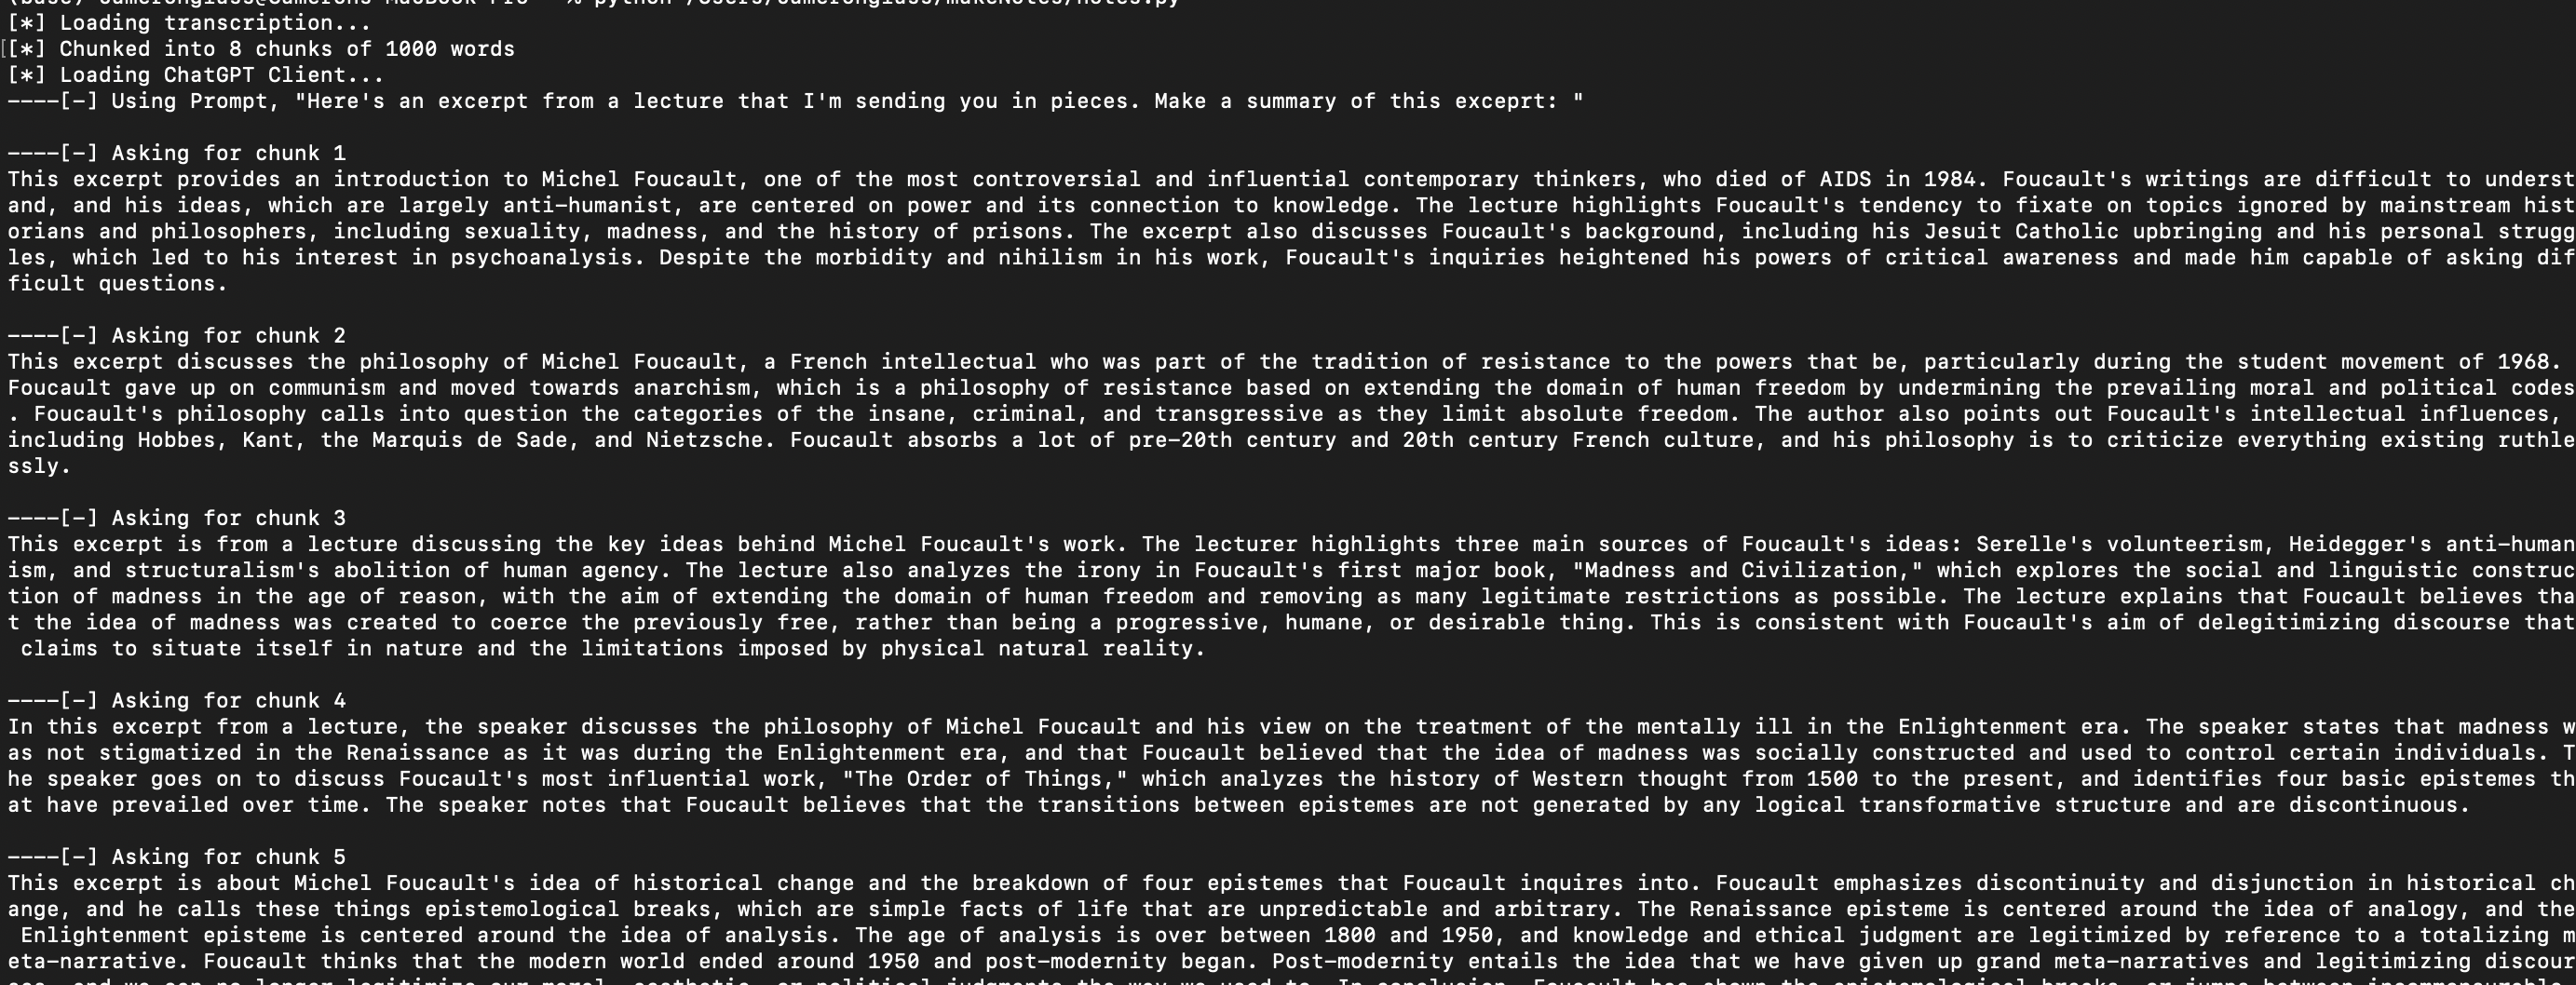 [*] Loading transcription...
[[*] Chunked into 8 chunks of 1000 words
[*] Loading ChatGPT Client...
----[-] Using Prompt, "Here's an excerpt from a lecture that I'm sending you in pieces. Make a summary of this exceprt: "
----[-] Asking for chunk 1
This excerpt provides an introduction to Michel Foucault, one of the most controversial and influential contemporary thinkers, who died of AIDS in 1984. Foucault's writings are difficult to underst
and, and his ideas, which are largely anti-humanist, are centered on power and its connection to knowledge. The lecture highlights Foucault's tendency to fixate on topics ignored by mainstream hist
orians and philosophers, including sexuality, madness, and the history of prisons. The excerpt also discusses Foucault's background, including his Jesuit Catholic upbringing and his personal strugg
les, which led to his interest in psychoanalysis. Despite the morbidity and nihilism in his work, Foucault's inquiries heightened his powers of critical awareness and made him capable of asking dif
ficult questions.
----[-] Asking for chunk 2
This excerpt discusses the philosophy of Michel Foucault, a French intellectual who was part of the tradition of resistance to the powers that be, particularly during the student movement of 1968.
Foucault gave up on communism and moved towards anarchism, which is a philosophy of resistance based on extending the domain of human freedom by undermining the prevailing moral and political codes
. Foucault's philosophy calls into question the categories of the insane, criminal, and transgressive as they limit absolute freedom. The author also points out Foucault's intellectual influences,
including Hobbes, Kant, the Marquis de Sade, and Nietzsche. Foucault absorbs a lot of pre-20th century and 20th century French culture, and his philosophy is to criticize everything existing ruthle
ssly.
----[-] Asking for chunk 3
This excerpt is from a lecture discussing the key ideas behind Michel Foucault's work. The lecturer highlights three main sources of Foucault's ideas: Serelle's volunteerism, Heidegger's anti-human
ism, and structuralism's abolition of human agency. The lecture also analyzes the irony in Foucault's first major book, "Madness and Civilization," which explores the social and linguistic construc
tion of madness in the age of reason, with the aim of extending the domain of human freedom and removing as many legitimate restrictions as possible. The lecture explains that Foucault believes tha
t the idea of madness was created to coerce the previously free, rather than being a progressive, humane, or desirable thing. This is consistent with Foucault's aim of delegitimizing discourse that
claims to situate itself in nature and the limitations imposed by physical natural reality.
----[-] Asking for chunk 4
In this excerpt from a lecture, the speaker discusses the philosophy of Michel Foucault and his view on the treatment of the mentally ill in the Enlightenment era. The speaker states that madness w
as not stigmatized in the Renaissance as it was during the Enlightenment era, and that Foucault believed that the idea of madness was socially constructed and used to control certain individuals. T
he speaker goes on to discuss Foucault's most influential work, "The Order of Things," which analyzes the history of Western thought from 1500 to the present, and identifies four basic epistemes th
at have prevailed over time. The speaker notes that Foucault believes that the transitions between epistemes are not generated by any logical transformative structure and are discontinuous.
----[-] Asking for chunk 5
This excerpt is about Michel Foucault's idea of historical change and the breakdown of four epistemes that Foucault inquires into. Foucault emphasizes discontinuity and disjunction in historical ch
ange, and he calls these things epistemological breaks, which are simple facts of life that are unpredictable and arbitrary. The Renaissance episteme is centered around the idea of analogy, and the
Enlightenment episteme is centered around the idea of analysis. The age of analysis is over between 1800 and 1950, and knowledge and ethical judgment are legitimized by reference to a totalizing m
eta-narrative. Foucault thinks that the modern world ended around 1950 and post-modernity began. Post-modernity entails the idea that we have given up grand meta-narratives and legitimizing discour